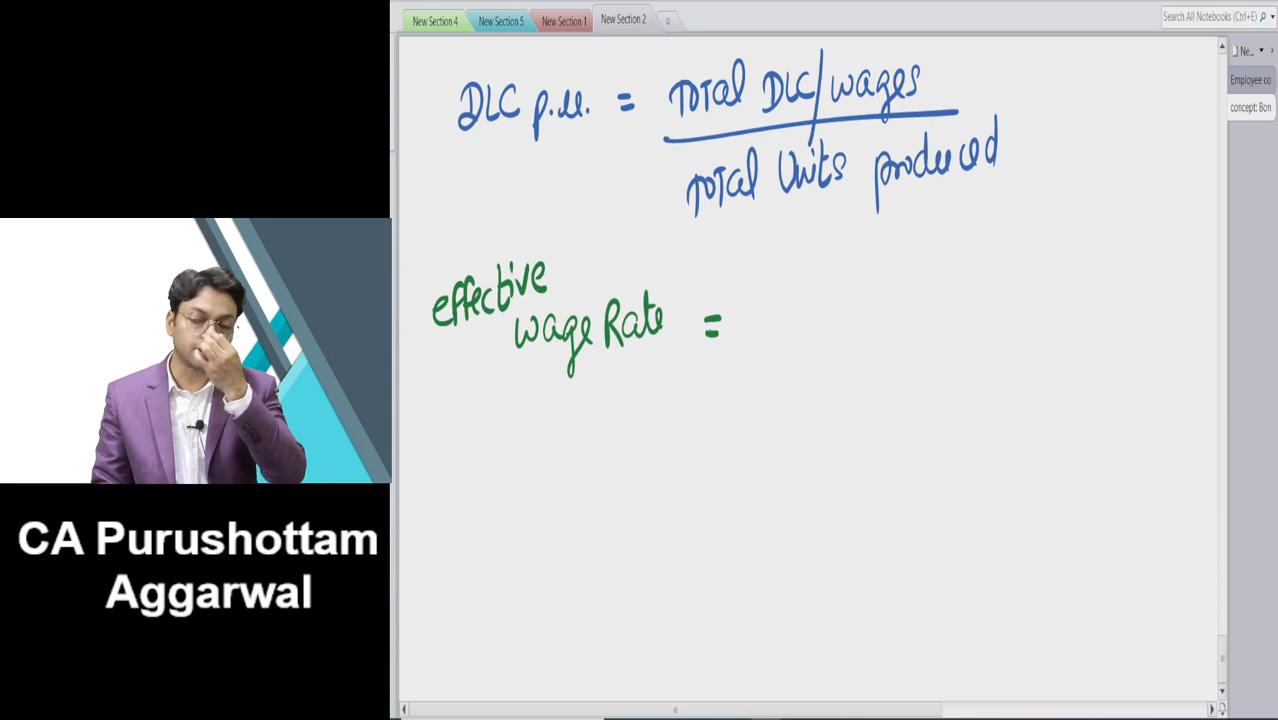 New Section 4 New Section 5 New Section 1 New Section 2
Search All Notebooks (Ctrl+E)
Ne...
Employee co
concept: Bon
DLC p.u. = Total DLC/wages
Total Units produced
effective
wage Rate =
CA Purushottam
Aggarwal